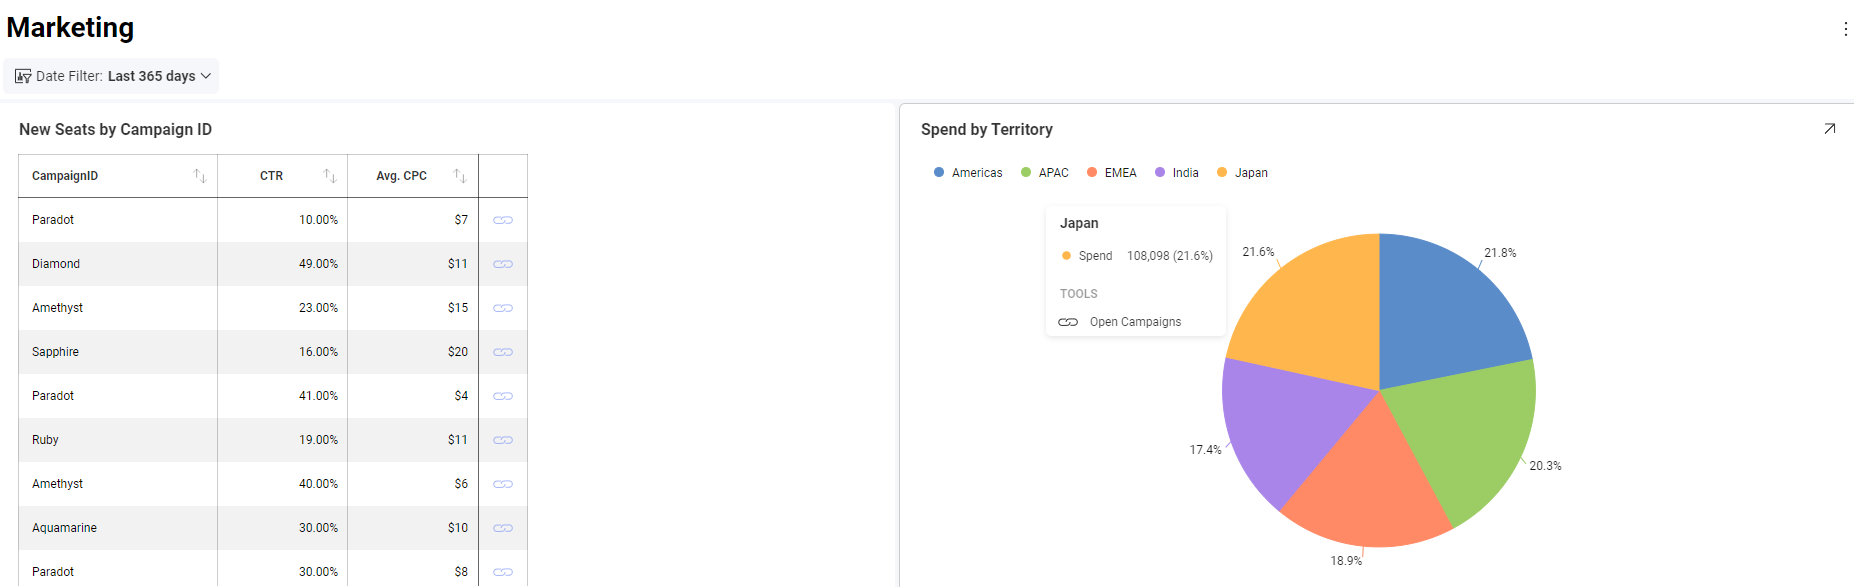 Marketing
Date Filter: Last 365 days
New Seats by Campaign ID
CampaignID CTR Avg. CPC
Paradot 10.00% $7
Diamond 49.00% $11
Amethyst 23.00% $15
Sapphire 16.00% $20
Paradot 41.00% $4
Ruby 19.00% $11
Amethyst 40.00% $6
Aquamarine 30.00% $10
Paradot 30.00% $8
Spend by Territory
Americas APAC EMEA India Japan
Japan
Spend 108,098 (21.6%)
TOOLS
Open Campaigns
21.6%
21.8%
17.4%
20.3%
18.9%